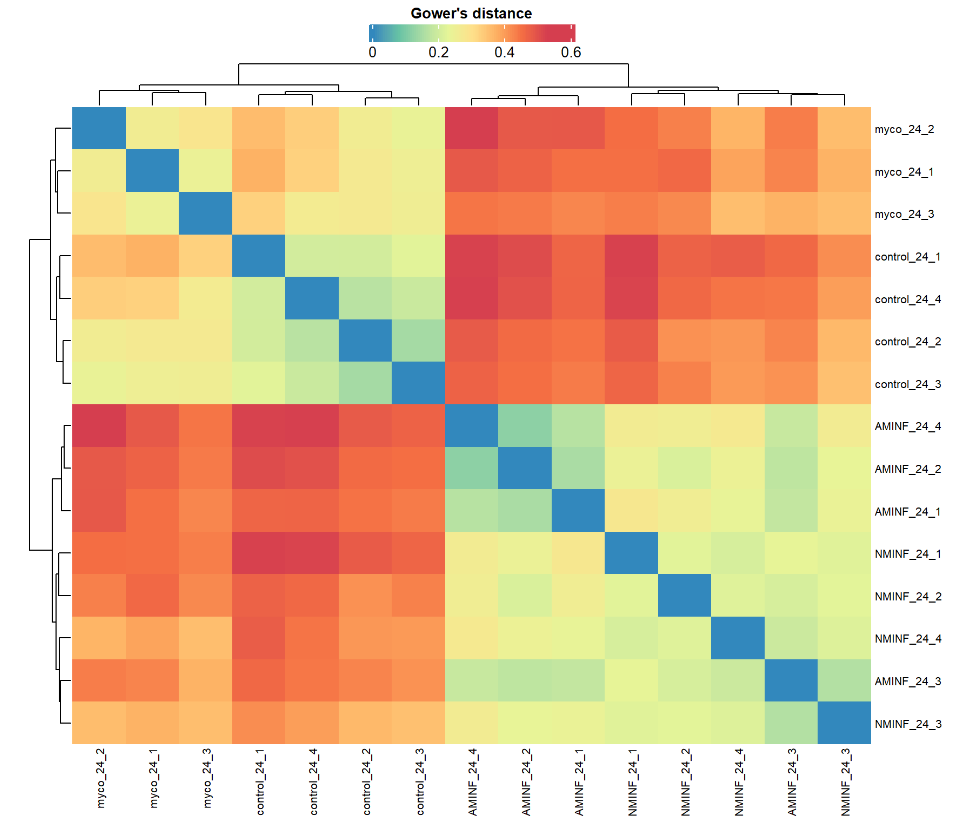 Gower's distance
0 0.2 0.4 0.6
myco_24_2
myco_24_1
myco_24_3
control_24_1
control_24_4
control_24_2
control_24_3
AMINF_24_4
AMINF_24_2
AMINF_24_1
NMINF_24_1
NMINF_24_2
NMINF_24_4
AMINF_24_3
NMINF_24_3
myco_24_2
myco_24_1
myco_24_3
control_24_1
control_24_4
control_24_2
control_24_3
AMINF_24_4
AMINF_24_2
AMINF_24_1
NMINF_24_1
NMINF_24_2
NMINF_24_4
AMINF_24_3
NMINF_24_3